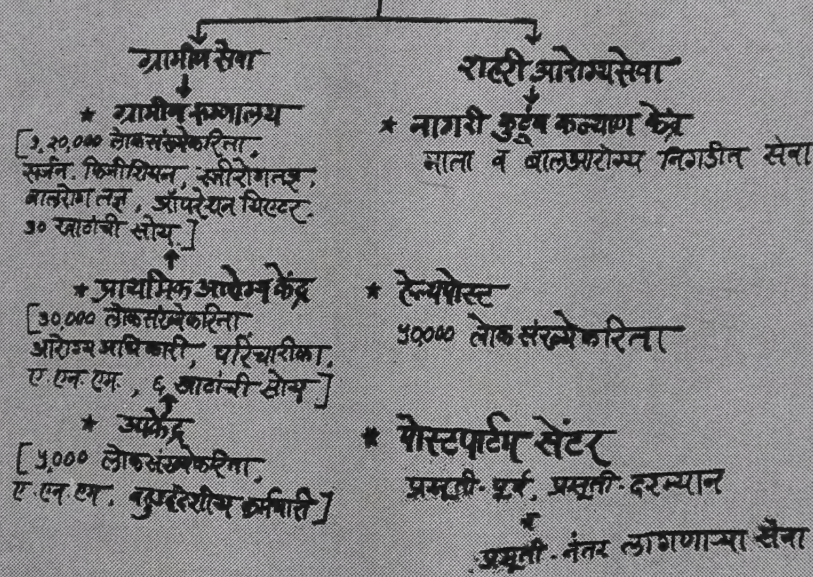 ग्रामीण सेवा
★ ग्रामीण रुग्णालय
[१,२०,००० लोकसंख्येकरिता,
सर्जन, फिजीशियन, स्त्रीरोगतज्ञ,
बालरोग तज्ञ, ऑपरेशन थिएटर.
३० खाटांची सोय.]
★ प्राथमिक आरोग्य केंद्र
[३०,००० लोकसंख्येकरिता
आरोग्य अधिकारी, परिचारीका,
ए.एन.एम., ६ खाटांची सोय]
★ उपकेंद्र
[५,००० लोकसंख्येकरिता,
ए.एन.एम, बहुउद्देशीय कर्मचारी]
शहरी आरोग्यसेवा
★ नागरी कुटुंब कल्याण केंद्र
माता व बालआरोग्य निगडीत सेवा
★ हेल्थपोस्ट
५०००० लोकसंख्येकरिता
★ पोस्टपार्टम सेंटर
प्रसूती-पूर्व, प्रसूती-दरम्यान
व
प्रसूती-नंतर लागणाऱ्या सेवा